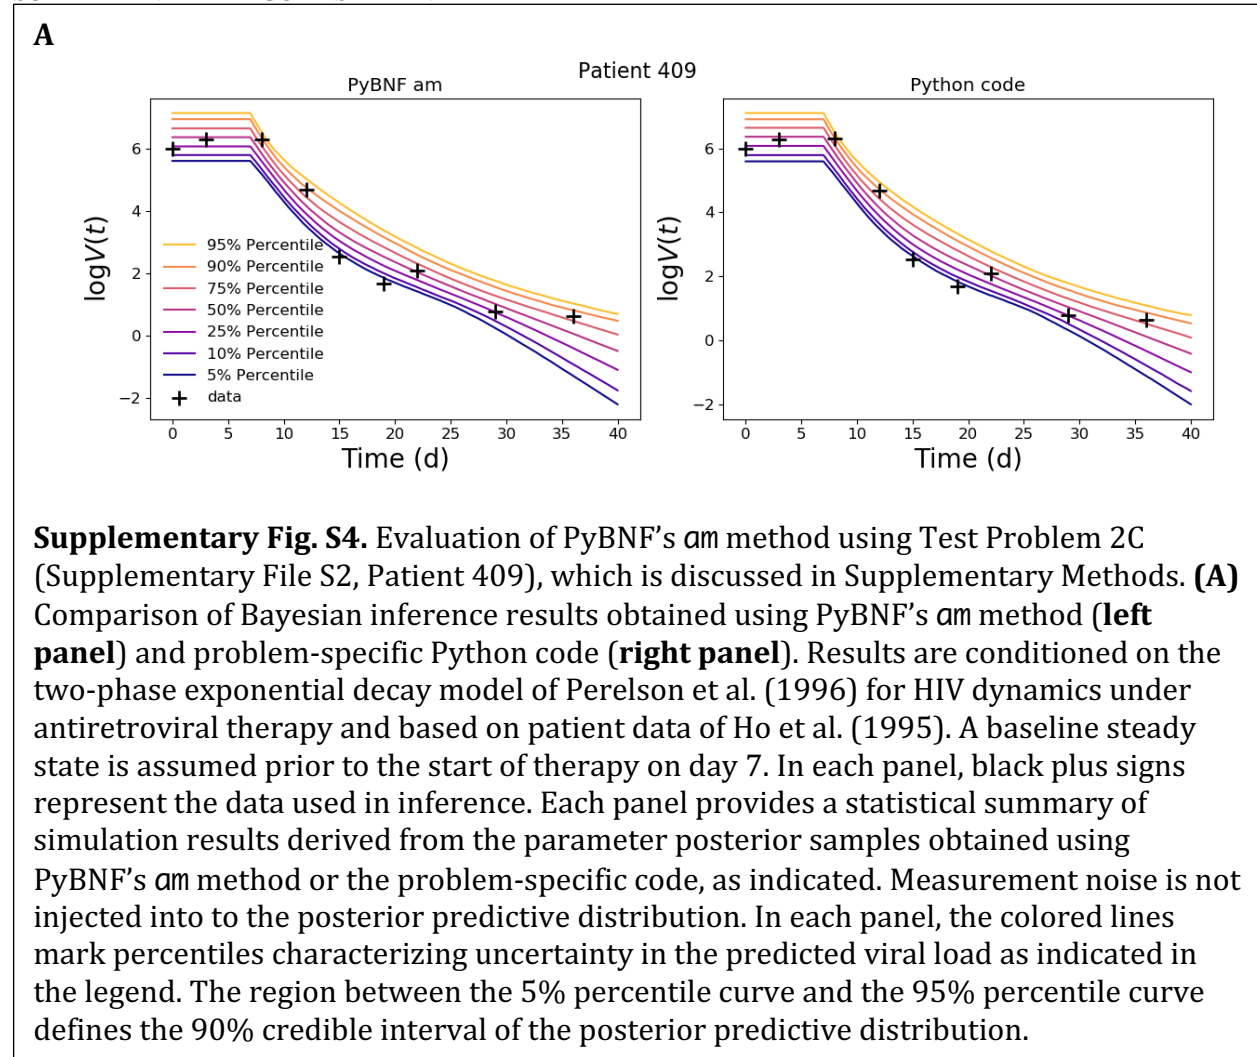 A
Patient 409
PyBNF am
Python code
6
4
2
0
−2
logV(t)
95% Percentile
90% Percentile
75% Percentile
50% Percentile
25% Percentile
10% Percentile
5% Percentile
data
0 5 10 15 20 25 30 35 40
Time (d)
6
4
2
0
−2
logV(t)
0 5 10 15 20 25 30 35 40
Time (d)
Supplementary Fig. S4. Evaluation of PyBNF’s am method using Test Problem 2C
(Supplementary File S2, Patient 409), which is discussed in Supplementary Methods. (A)
Comparison of Bayesian inference results obtained using PyBNF’s am method (left
panel) and problem-specific Python code (right panel). Results are conditioned on the
two-phase exponential decay model of Perelson et al. (1996) for HIV dynamics under
antiretroviral therapy and based on patient data of Ho et al. (1995). A baseline steady
state is assumed prior to the start of therapy on day 7. In each panel, black plus signs
represent the data used in inference. Each panel provides a statistical summary of
simulation results derived from the parameter posterior samples obtained using
PyBNF’s am method or the problem-specific code, as indicated. Measurement noise is not
injected into to the posterior predictive distribution. In each panel, the colored lines
mark percentiles characterizing uncertainty in the predicted viral load as indicated in
the legend. The region between the 5% percentile curve and the 95% percentile curve
defines the 90% credible interval of the posterior predictive distribution.